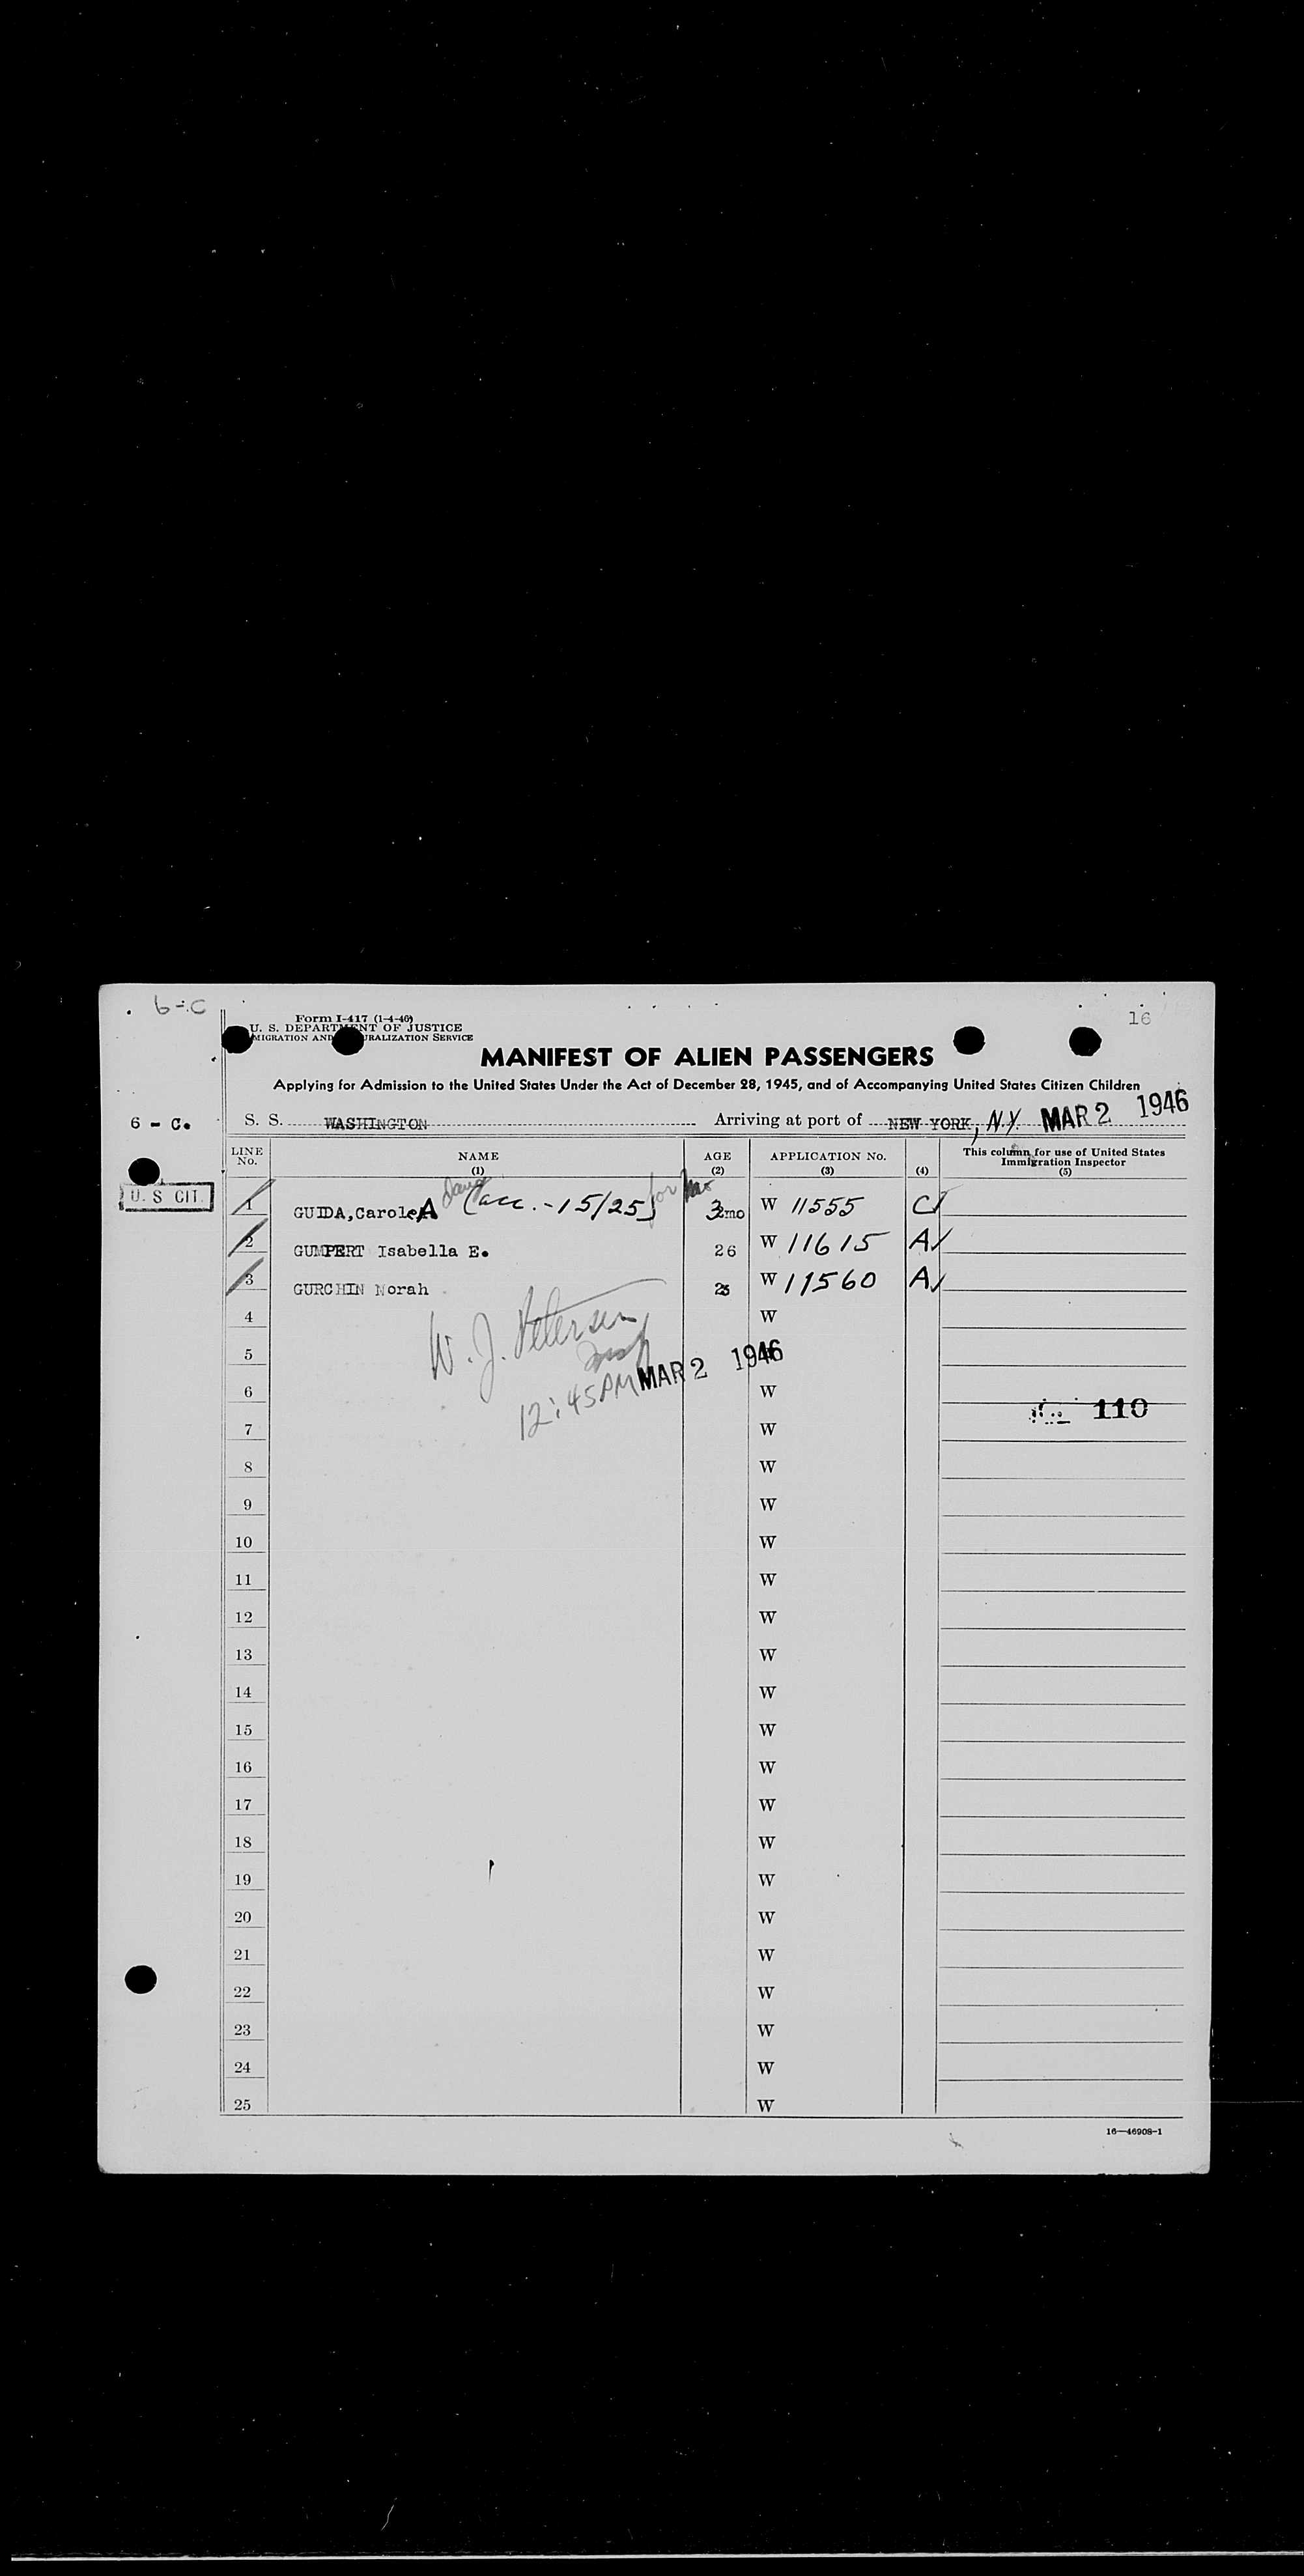 6-C
16
Form I-417 (1-4-46)
U. S. DEPARTMENT OF JUSTICE
MIGRATION AND URALIZATION SERVICE
MANIFEST OF ALIEN PASSENGERS
Applying for Admission to the United States Under the Act of December 28, 1945, and of Accompanying United States Citizen Children
6 - C. S. S. WASHINGTON Arriving at port of NEW YORK, N.Y. MAR 2 1946
LINE No. NAME (1) AGE (2) APPLICATION No. (3) (4) This column for use of United States Immigration Inspector (5)
U. S CIT. 1 GUIDA, Carole A (acc. - 15/25) for 3mo W 11555 C
2 GUMPERT Isabella E. 26 W 11615 A
3 GURCHIN Norah W 11560 A
4 W
W. J. Petersen
5 MAR 2 1946
12:45PM
6 W
110
7 W
8 W
9 W
10 W
11 W
12 W
13 W
14 W
15 W
16 W
17 W
18 W
19 W
20 W
21 W
22 W
23 W
24 W
25 W
16—46908-1